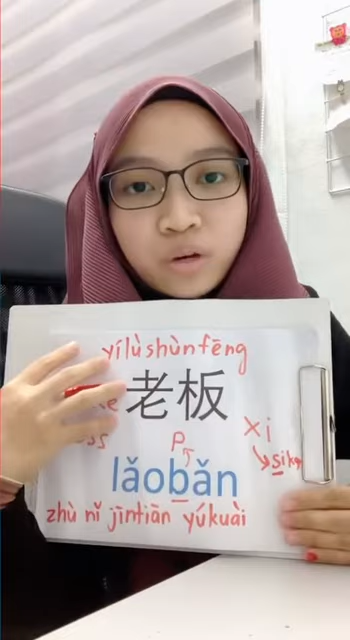 yílùshùnfēng
老板
xi
p
lǎobǎn
zhù nǐ jīntiān yúkuài